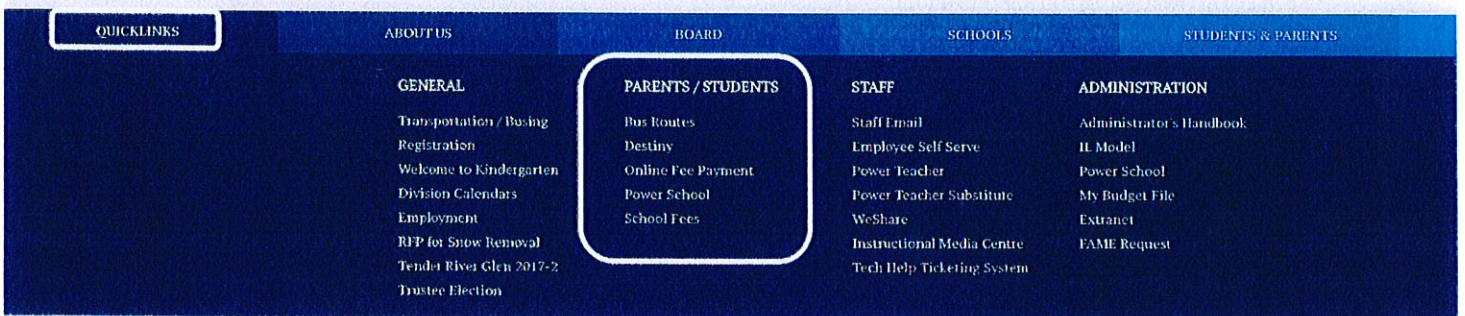 QUICKLINKS
ABOUT US
BOARD
SCHOOLS
STUDENTS & PARENTS
GENERAL
Transportation / Busing
Registration
Welcome to Kindergarten
Division Calendars
Employment
RFP for Snow Removal
Tender River Glen 2017-2
Trustee Election
PARENTS / STUDENTS
Bus Routes
Destiny
Online Fee Payment
Power School
School Fees
STAFF
Staff Email
Employee Self Serve
Power Teacher
Power Teacher Substitute
WeShare
Instructional Media Centre
Tech Help Ticketing System
ADMINISTRATION
Administrator's Handbook
IL Model
Power School
My Budget File
Extranet
FAME Request